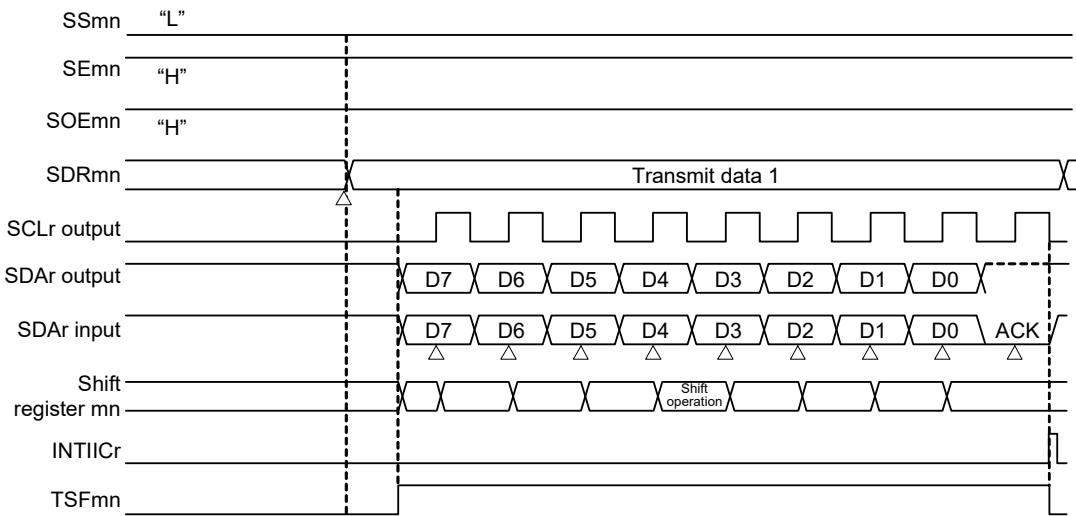 SSmn “L”
SEmn “H”
SOEmn “H”
SDRmn Transmit data 1
SCLr output
SDAr output D7 D6 D5 D4 D3 D2 D1 D0
SDAr input D7 D6 D5 D4 D3 D2 D1 D0 ACK
Shift
register mn
Shift
operation
INTIICr
TSFmn